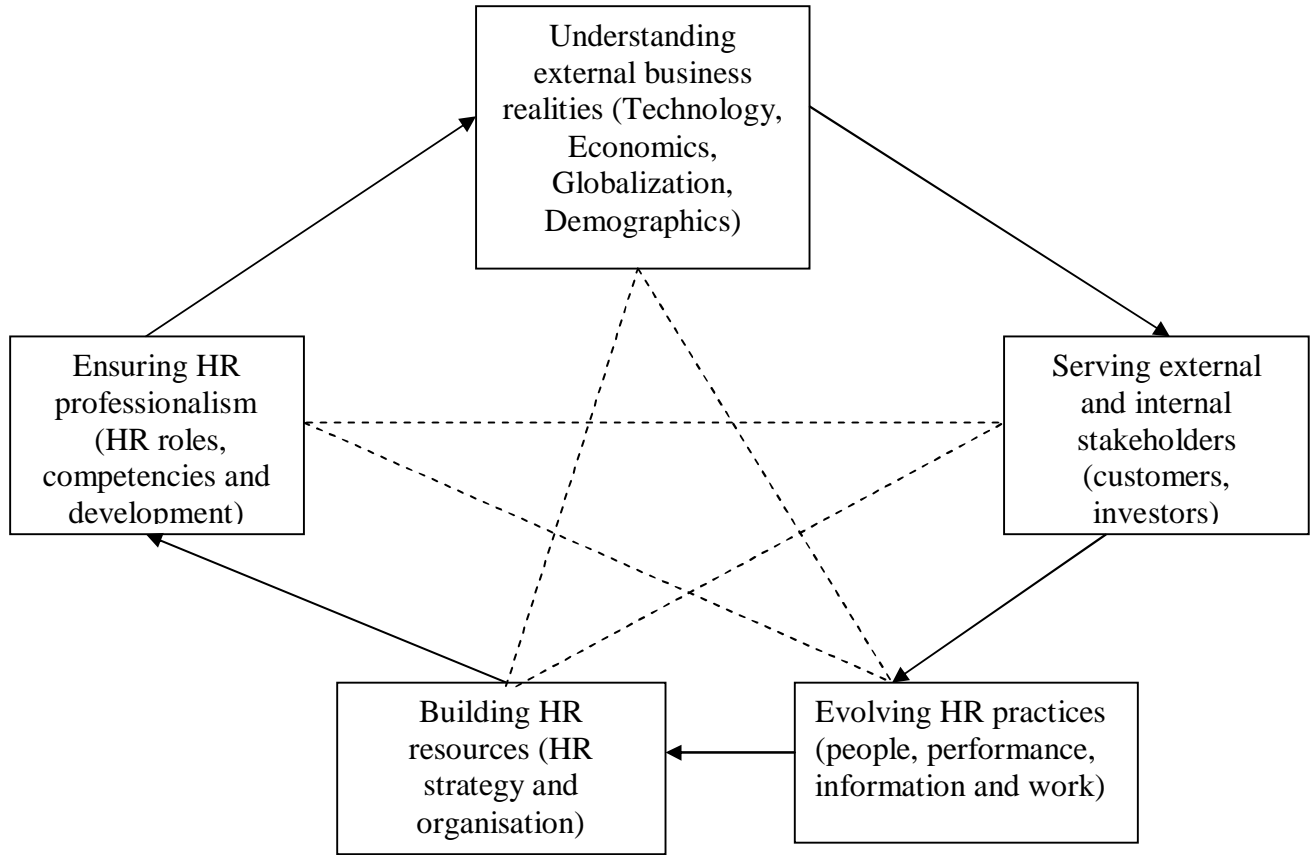 Understanding
external business
realities (Technology,
Economics,
Globalization,
Demographics)
Ensuring HR
professionalism
(HR roles,
competencies and
development)
Serving external
and internal
stakeholders
(customers,
investors)
Building HR
resources (HR
strategy and
organisation)
Evolving HR practices
(people, performance,
information and work)